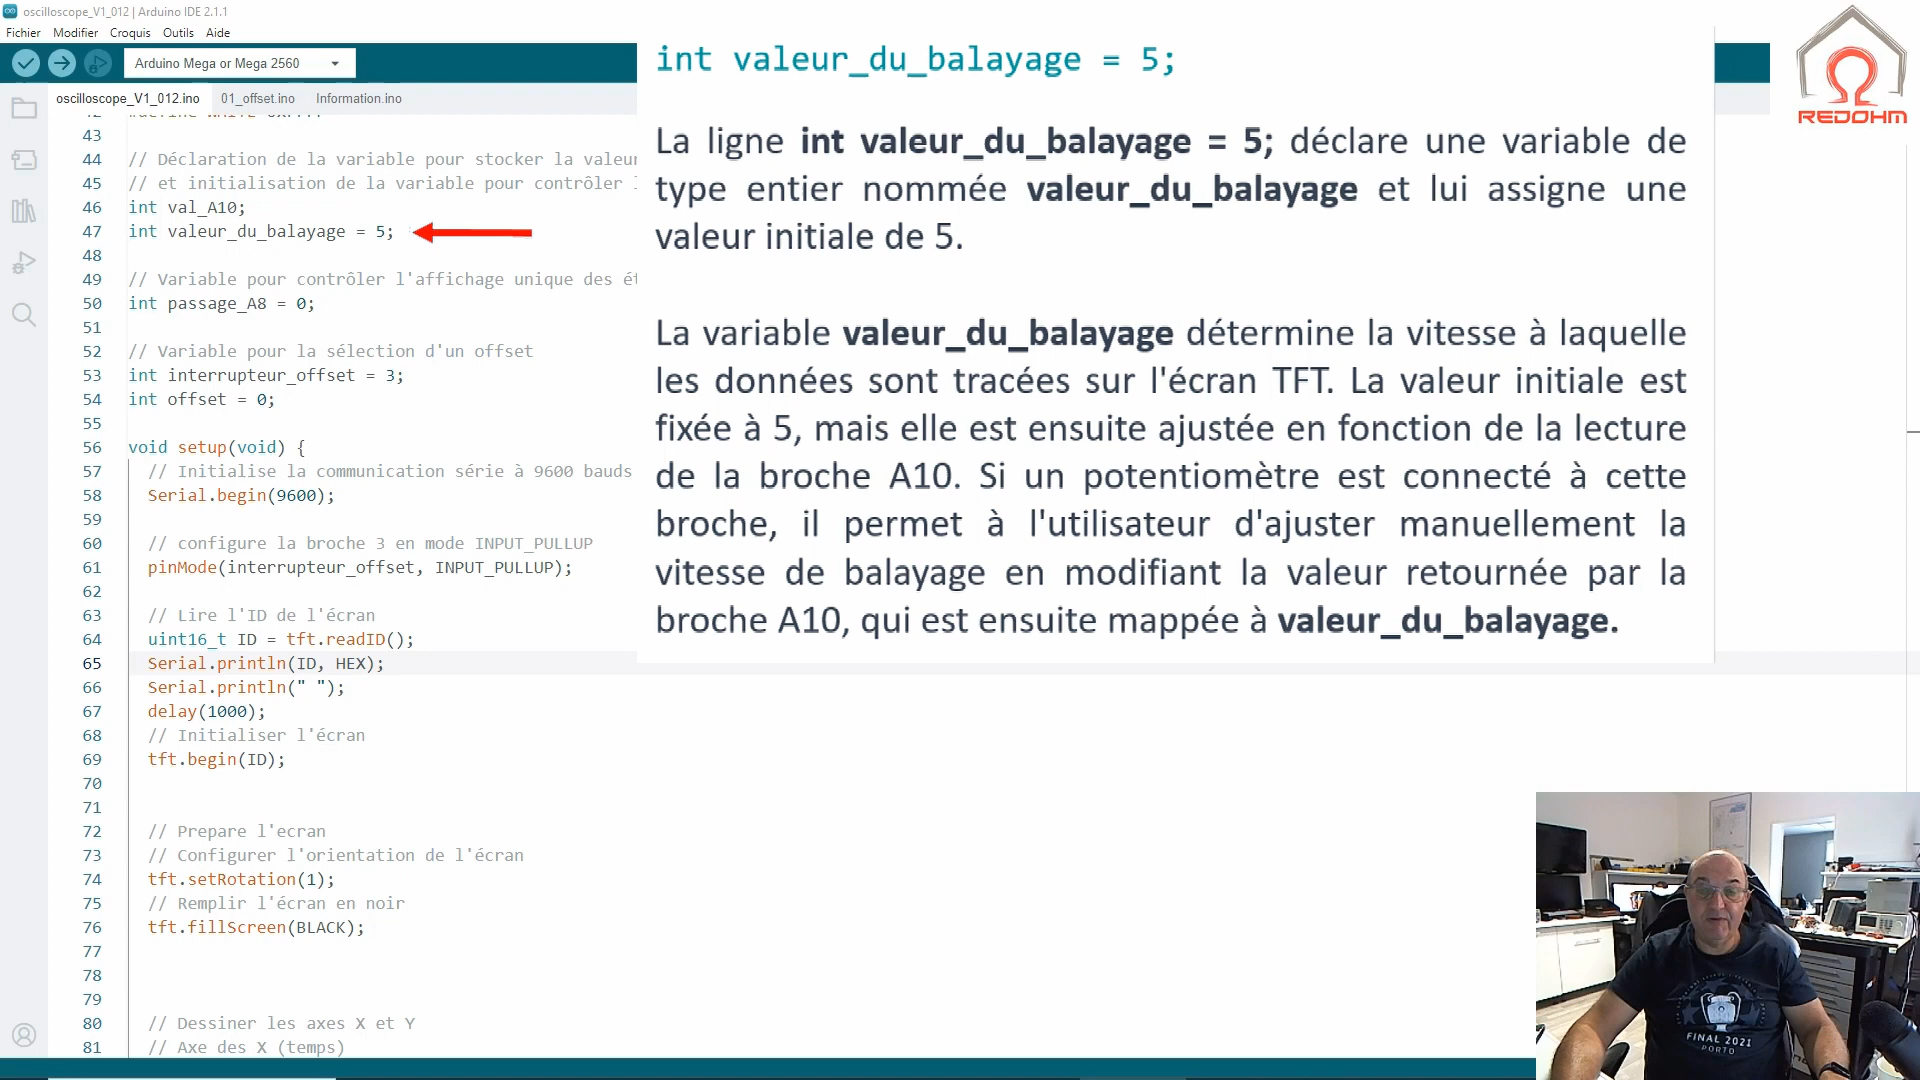 oscilloscope_V1_012 | Arduino IDE 2.1.1
Fichier Modifier Croquis Outils Aide
Arduino Mega or Mega 2560
oscilloscope_V1_012.ino 01_offset.ino Information.ino
43
44 // Déclaration de la variable pour stocker la valeur
45 // et initialisation de la variable pour contrôler
46 int val_A10;
47 int valeur_du_balayage = 5;
48
49 // Variable pour contrôler l'affichage unique des
50 int passage_A8 = 0;
51
52 // Variable pour la sélection d'un offset
53 int interrupteur_offset = 3;
54 int offset = 0;
55
56 void setup(void) {
57 // Initialise la communication série à 9600 bauds
58 Serial.begin(9600);
59
60 // configure la broche 3 en mode INPUT_PULLUP
61 pinMode(interrupteur_offset, INPUT_PULLUP);
62
63 // Lire l'ID de l'écran
64 uint16_t ID = tft.readID();
65 Serial.println(ID, HEX);
66 Serial.println(" ");
67 delay(1000);
68 // Initialiser l'écran
69 tft.begin(ID);
70
71
72 // Prepare l'ecran
73 // Configurer l'orientation de l'écran
74 tft.setRotation(1);
75 // Remplir l'écran en noir
76 tft.fillScreen(BLACK);
77
78
79
80 // Dessiner les axes X et Y
81 // Axe des X (temps)
int valeur_du_balayage = 5;
La ligne int valeur_du_balayage = 5; déclare une variable de
type entier nommée valeur_du_balayage et lui assigne une
valeur initiale de 5.
La variable valeur_du_balayage détermine la vitesse à laquelle
les données sont tracées sur l'écran TFT. La valeur initiale est
fixée à 5, mais elle est ensuite ajustée en fonction de la lecture
de la broche A10. Si un potentiomètre est connecté à cette
broche, il permet à l'utilisateur d'ajuster manuellement la
vitesse de balayage en modifiant la valeur retournée par la
broche A10, qui est ensuite mappée à valeur_du_balayage.
REDOHM
FINAL 2021
PORTO